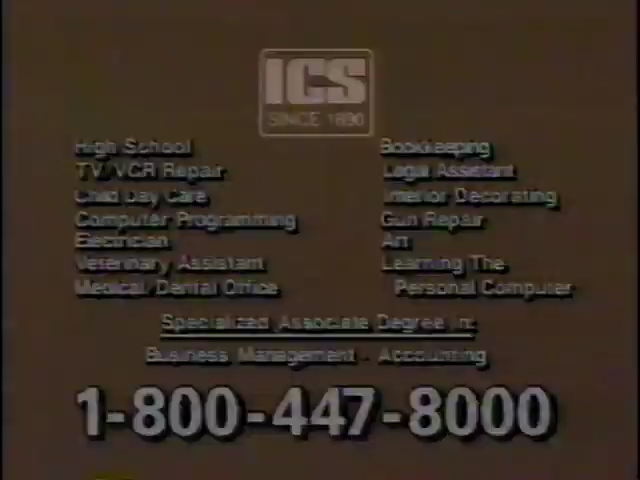 ICS
SINCE 1890
High School
TV/VCR Repair
Child Day Care
Computer Programming
Electrician
Veterinary Assistant
Medical/Dental Office
Bookkeeping
Legal Assistant
Interior Decorating
Gun Repair
Art
Learning The
Personal Computer
Specialized Associate Degree In:
Business Management - Accounting
1-800-447-8000